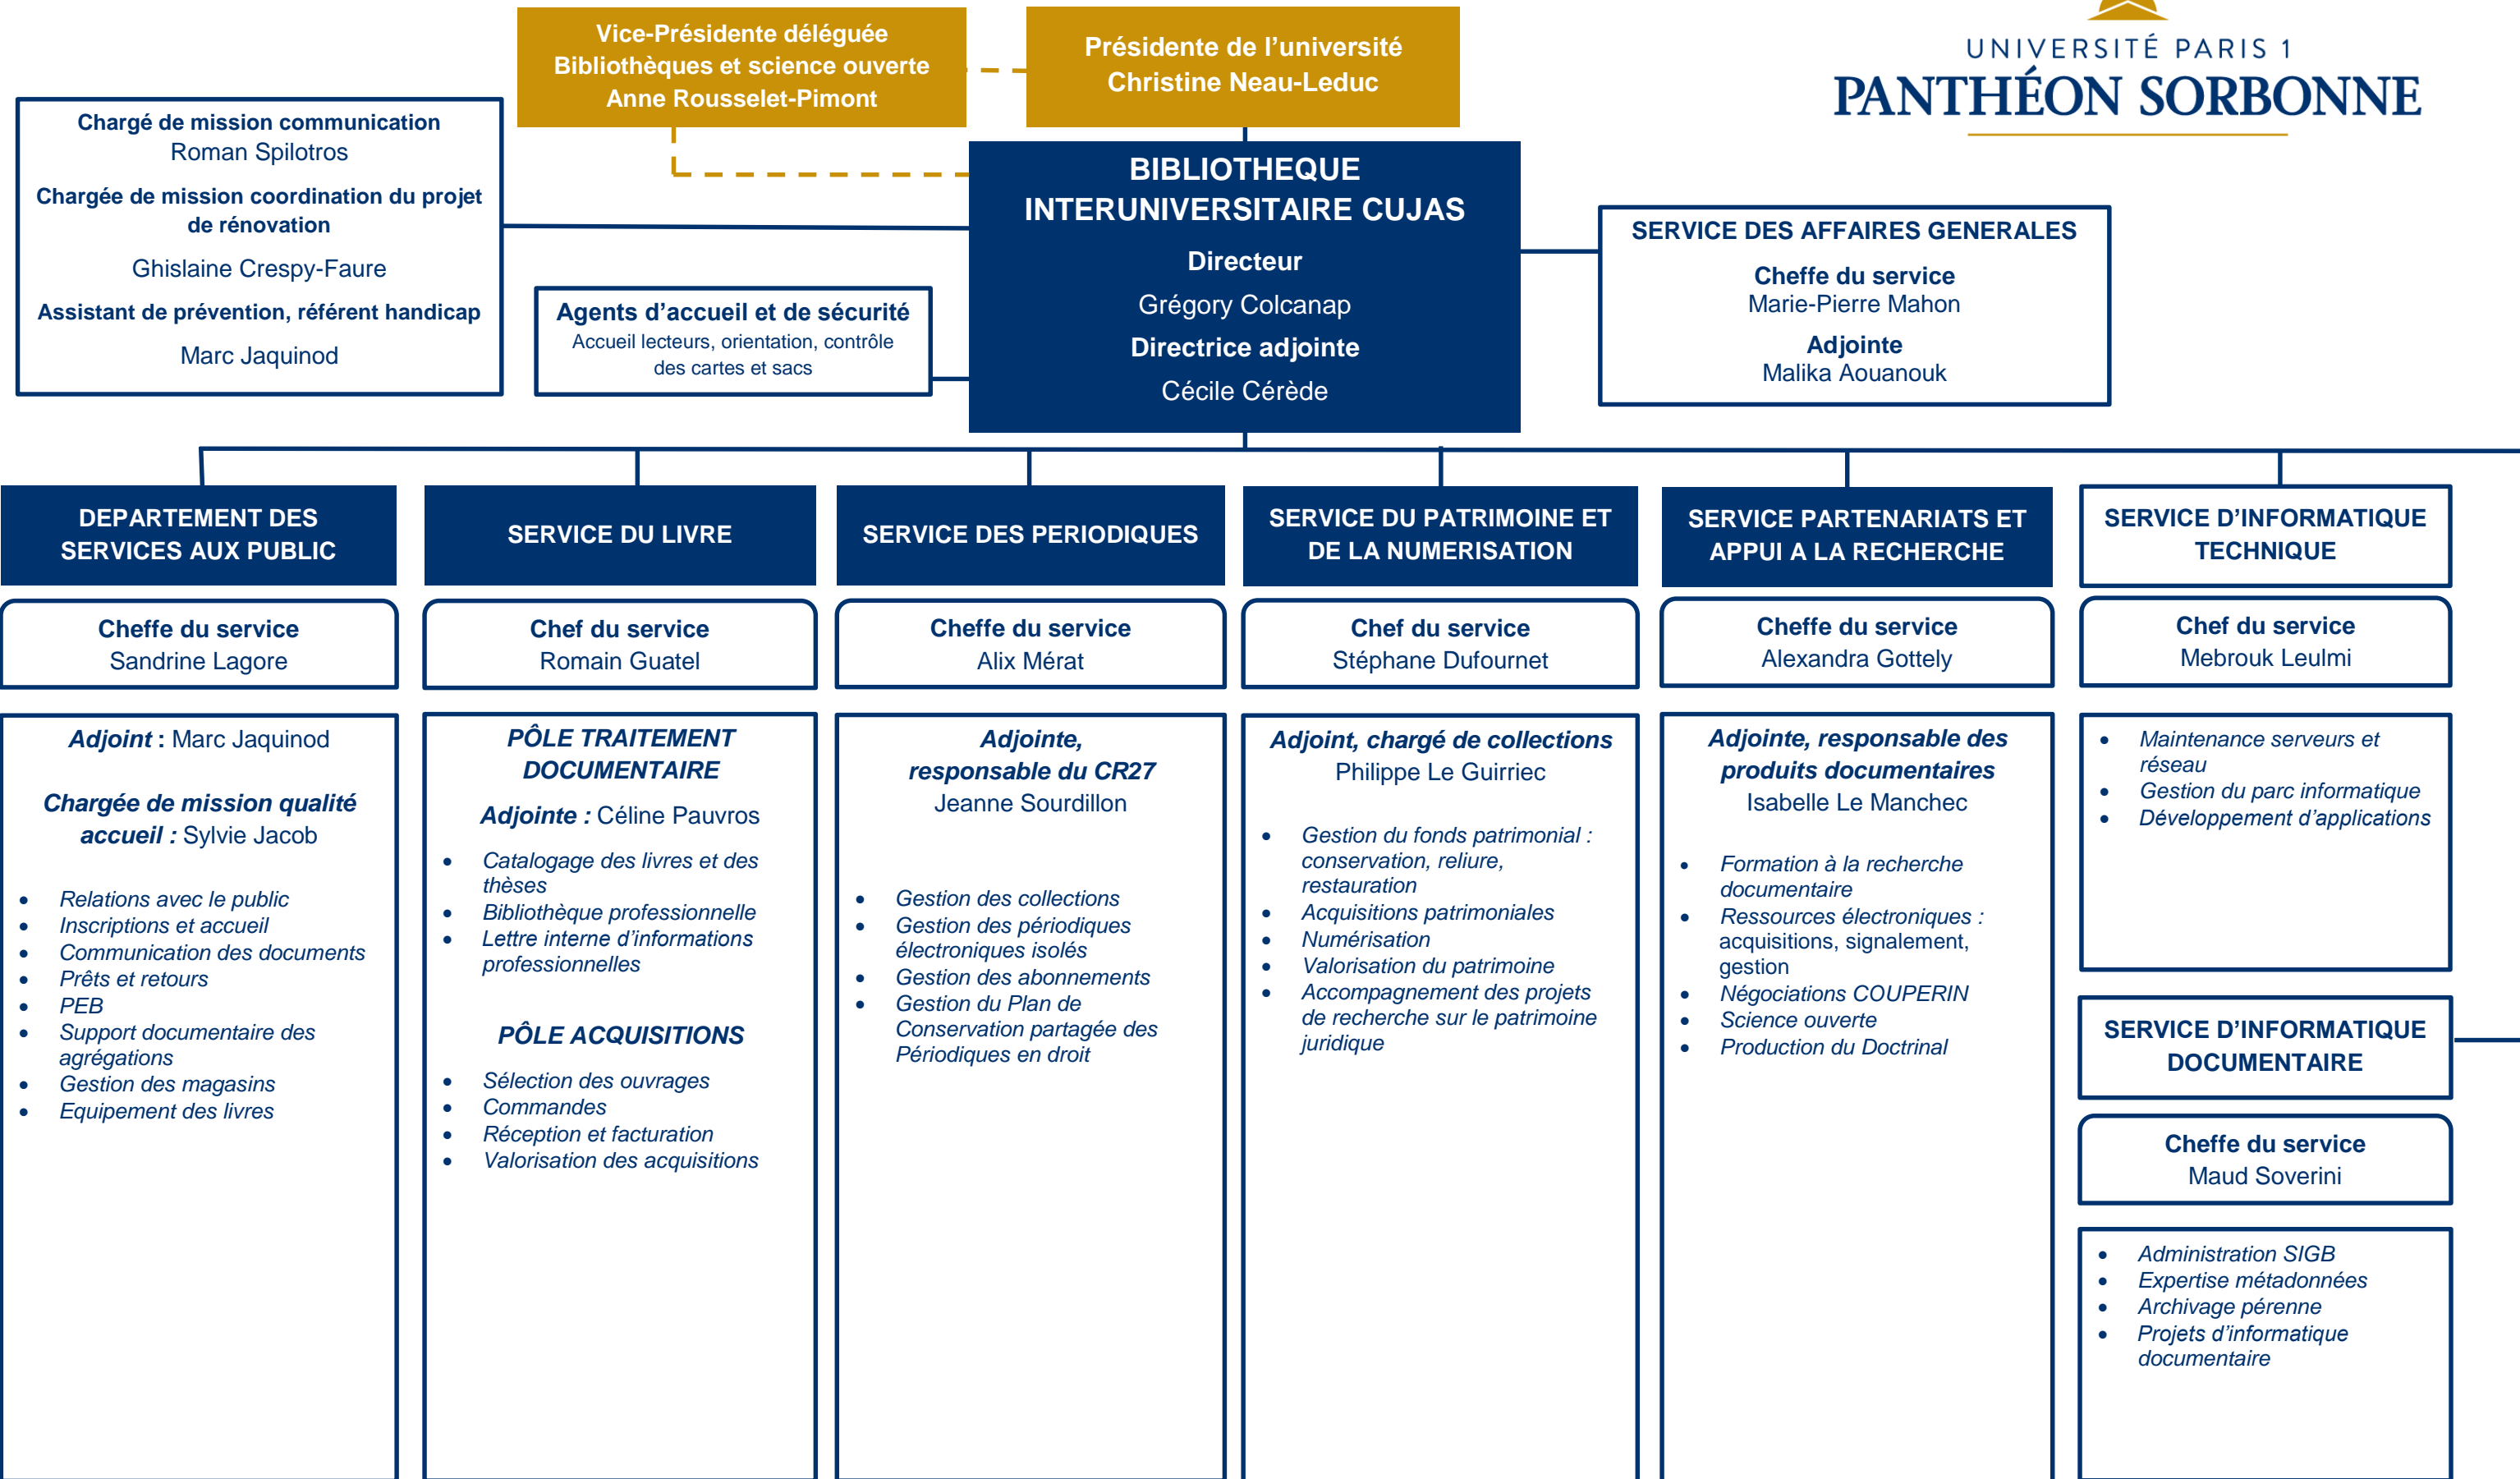 Vice-Présidente déléguée
Bibliothèques et science ouverte
Anne Rousselet-Pimont
Présidente de l’université
Christine Neau-Leduc
UNIVERSITÉ PARIS 1
PANTHÉON SORBONNE
Chargé de mission communication
Roman Spilotros
Chargée de mission coordination du projet
de rénovation
Ghislaine Crespy-Faure
Assistant de prévention, référent handicap
Marc Jaquinod
Agents d’accueil et de sécurité
Accueil lecteurs, orientation, contrôle
des cartes et sacs
BIBLIOTHEQUE
INTERUNIVERSITAIRE CUJAS
Directeur
Grégory Colcanap
Directrice adjointe
Cécile Cérède
SERVICE DES AFFAIRES GENERALES
Cheffe du service
Marie-Pierre Mahon
Adjointe
Malika Aouanouk
DEPARTEMENT DES
SERVICES AUX PUBLIC
Cheffe du service
Sandrine Lagore
Adjoint : Marc Jaquinod
Chargée de mission qualité
accueil : Sylvie Jacob
• Relations avec le public
• Inscriptions et accueil
• Communication des documents
• Prêts et retours
• PEB
• Support documentaire des
agrégations
• Gestion des magasins
• Equipement des livres
SERVICE DU LIVRE
Chef du service
Romain Guatel
PÔLE TRAITEMENT
DOCUMENTAIRE
Adjointe : Céline Pauvros
• Catalogage des livres et des
thèses
• Bibliothèque professionnelle
• Lettre interne d’informations
professionnelles
PÔLE ACQUISITIONS
• Sélection des ouvrages
• Commandes
• Réception et facturation
• Valorisation des acquisitions
SERVICE DES PERIODIQUES
Cheffe du service
Alix Mérat
Adjointe,
responsable du CR27
Jeanne Sourdillon
• Gestion des collections
• Gestion des périodiques
électroniques isolés
• Gestion des abonnements
• Gestion du Plan de
Conservation partagée des
Périodiques en droit
SERVICE DU PATRIMOINE ET
DE LA NUMERISATION
Chef du service
Stéphane Dufournet
Adjoint, chargé de collections
Philippe Le Guirriec
• Gestion du fonds patrimonial :
conservation, reliure,
restauration
• Acquisitions patrimoniales
• Numérisation
• Valorisation du patrimoine
• Accompagnement des projets
de recherche sur le patrimoine
juridique
SERVICE PARTENARIATS ET
APPUI A LA RECHERCHE
Cheffe du service
Alexandra Gottely
Adjointe, responsable des
produits documentaires
Isabelle Le Manchec
• Formation à la recherche
documentaire
• Ressources électroniques :
acquisitions, signalement,
gestion
• Négociations COUPERIN
• Science ouverte
• Production du Doctrinal
SERVICE D’INFORMATIQUE
TECHNIQUE
Chef du service
Mebrouk Leulmi
• Maintenance serveurs et
réseau
• Gestion du parc informatique
• Développement d’applications
SERVICE D’INFORMATIQUE
DOCUMENTAIRE
Cheffe du service
Maud Soverini
• Administration SIGB
• Expertise métadonnées
• Archivage pérenne
• Projets d’informatique
documentaire